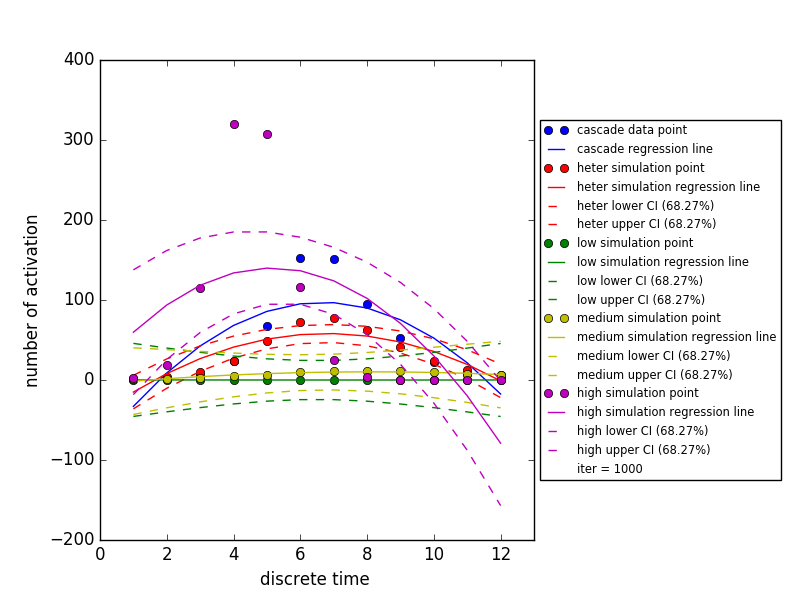 400
300
200
100
0
−100
−200
number of activation
0
2
4
6
8
10
12
discrete time
cascade data point
cascade regression line
heter simulation point
heter simulation regression line
heter lower CI (68.27%)
heter upper CI (68.27%)
low simulation point
low simulation regression line
low lower CI (68.27%)
low upper CI (68.27%)
medium simulation point
medium simulation regression line
medium lower CI (68.27%)
medium upper CI (68.27%)
high simulation point
high simulation regression line
high lower CI (68.27%)
high upper CI (68.27%)
iter = 1000